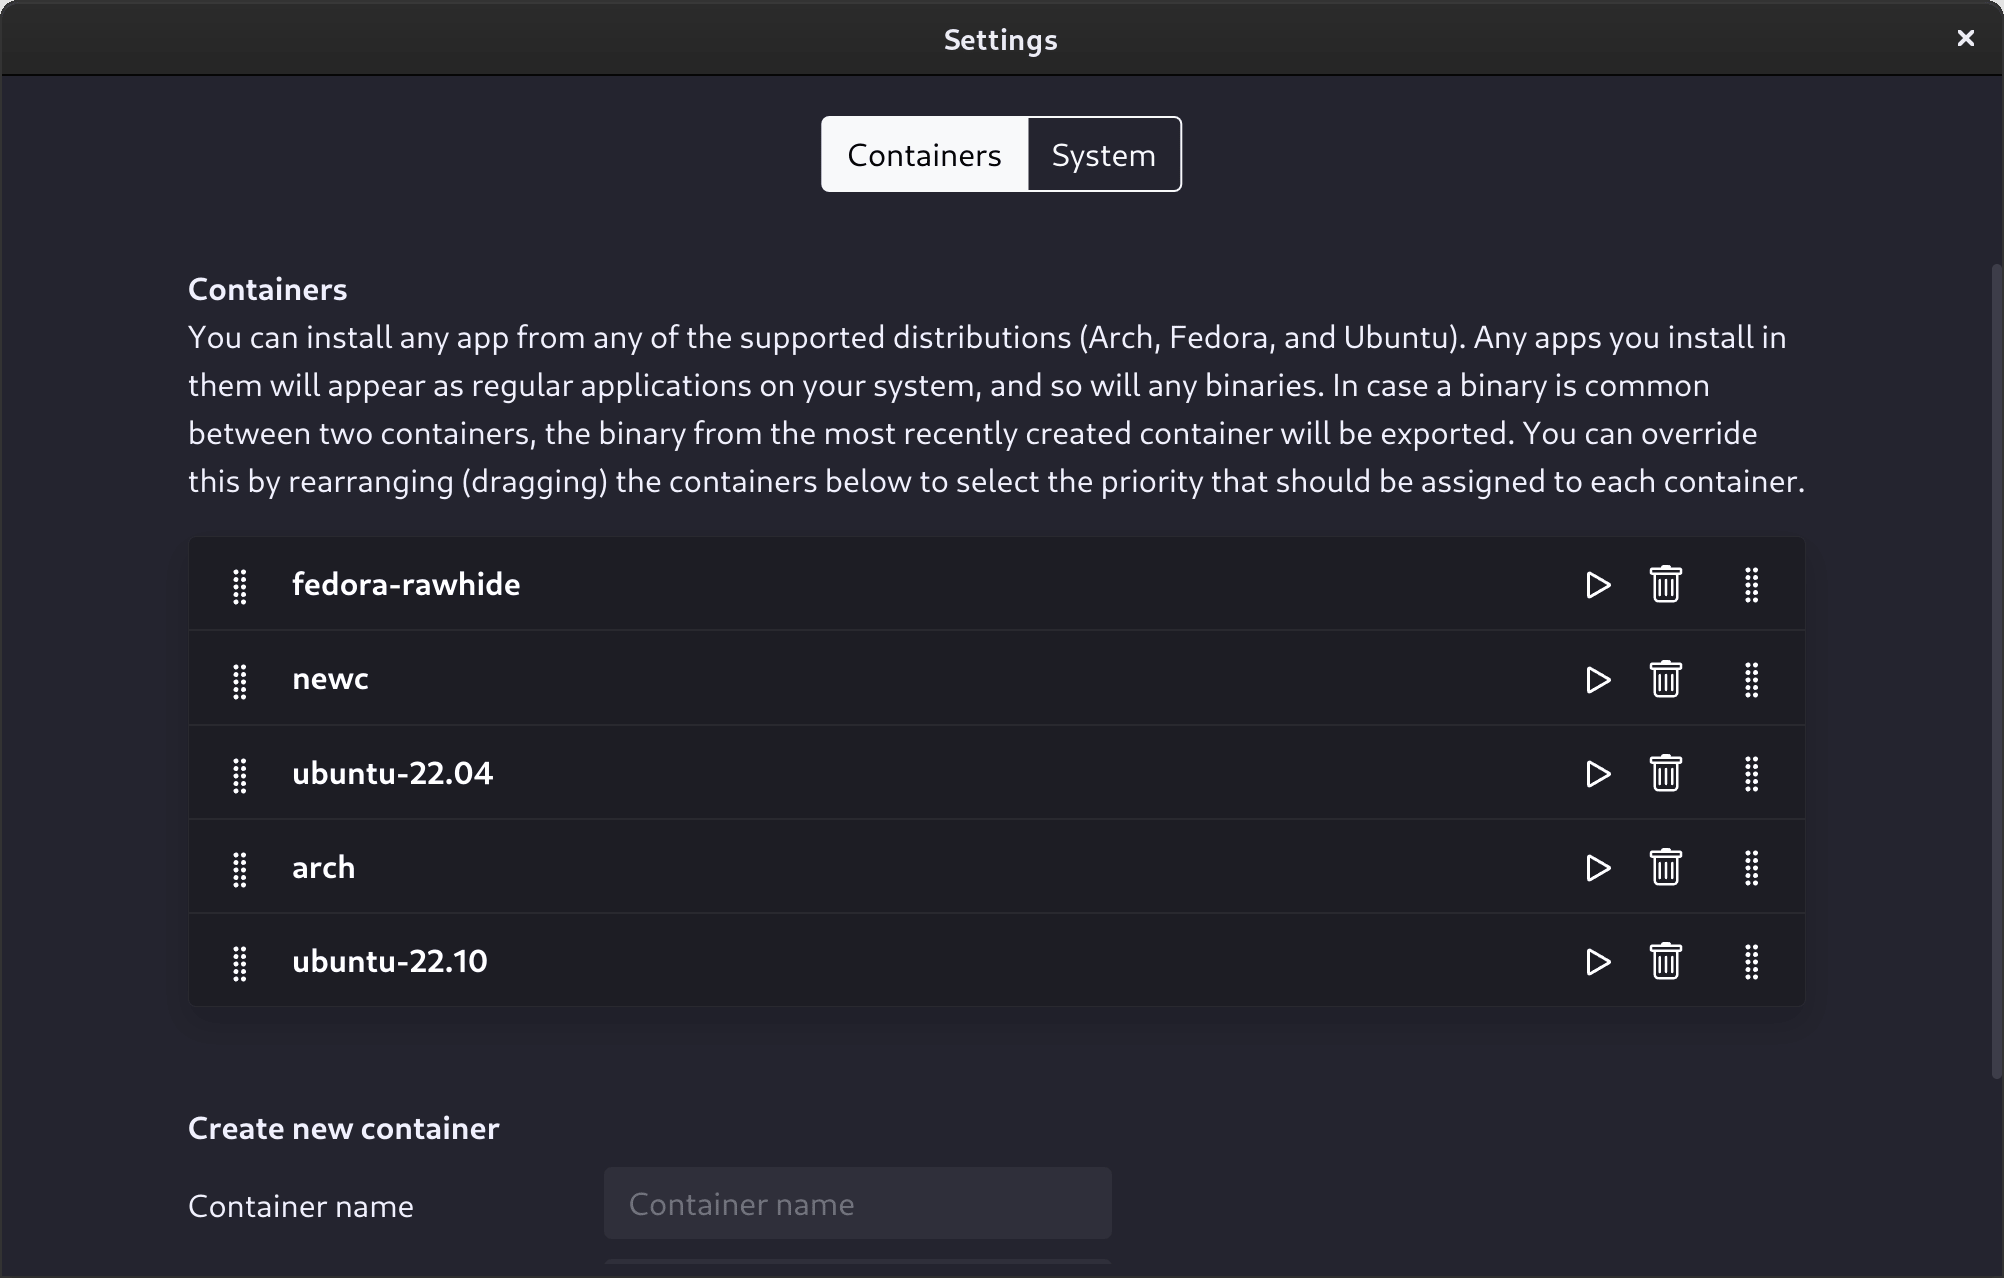 Settings
Containers
System
Containers
You can install any app from any of the supported distributions (Arch, Fedora, and Ubuntu). Any apps you install in
them will appear as regular applications on your system, and so will any binaries. In case a binary is common
between two containers, the binary from the most recently created container will be exported. You can override
this by rearranging (dragging) the containers below to select the priority that should be assigned to each container.
fedora-rawhide
newc
ubuntu-22.04
arch
ubuntu-22.10
Create new container
Container name
Container name